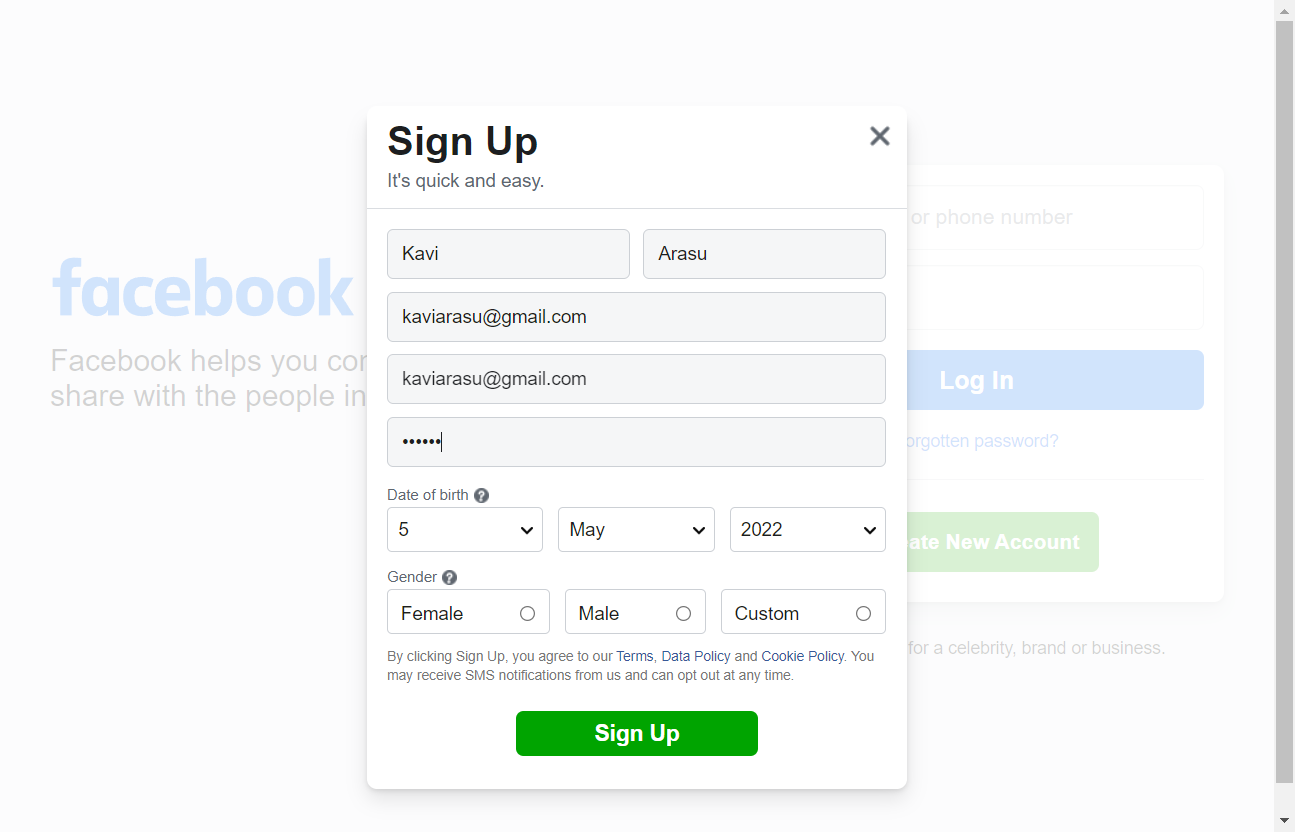 Sign Up
It's quick and easy.
Kavi Arasu
kaviarasu@gmail.com
kaviarasu@gmail.com
••••••
Date of birth ?
5 May 2022
Gender ?
Female Male Custom
By clicking Sign Up, you agree to our Terms, Data Policy and Cookie Policy. You
may receive SMS notifications from us and can opt out at any time.
Sign Up
facebook
Facebook helps you
share with the people in
or phone number
Log In
password?
New Account
for a celebrity, brand or business.